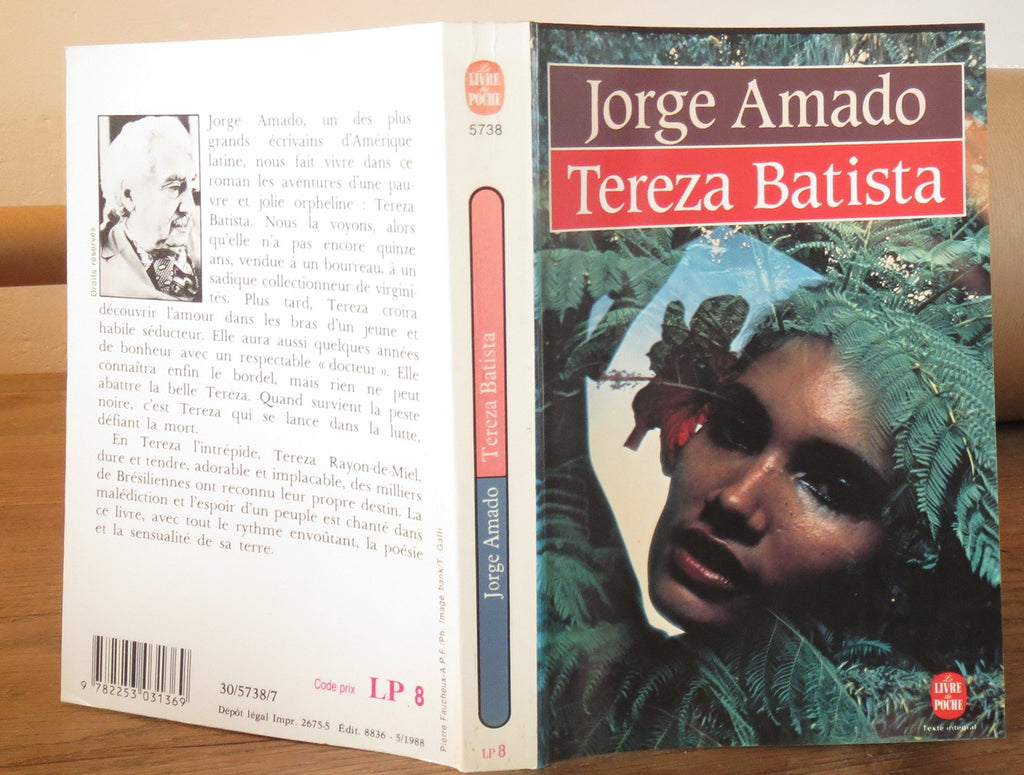 Jorge Amado, un des plus
grands écrivains d'Amérique
latine, nous fait vivre dans ce
roman les aventures d'une pau-
vre et jolie orpheline : Tereza
Batista. Nous la voyons, alors
qu'elle n'a pas encore quinze
ans, vendue à un bourreau, à un
sadique collectionneur de virgini-
tés. Plus tard, Tereza croira
découvrir l'amour dans les bras d'un jeune et
habile séducteur. Elle aura aussi quelques années
de bonheur avec un respectable « docteur ». Elle
connaîtra enfin le bordel, mais rien ne peut
abattre la belle Tereza. Quand survient la peste
noire, c'est Tereza qui se lance dans la lutte,
défiant la mort.
En Tereza l'intrépide, Tereza Rayon-de-Miel,
dure et tendre, adorable et implacable, des milliers
de Brésiliennes ont reconnu leur propre destin. La
malédiction et l'espoir d'un peuple est chanté dans
ce livre, avec tout le rythme envoûtant, la poésie
et la sensualité de sa terre.
Droits réservés
Pierre Faucheux-A.P.F./Ph. Image bank/T. Gatti
9 782253 031369
30/5738/7
Code prix LP 8
Dépôt légal Impr. 2675-5 Édit. 8836 - 5/1988
Le
LIVRE
de
POCHE
5738
Jorge Amado Tereza Batista
LP 8
Jorge Amado
Tereza Batista
Le
LIVRE
de
POCHE
Texte intégral